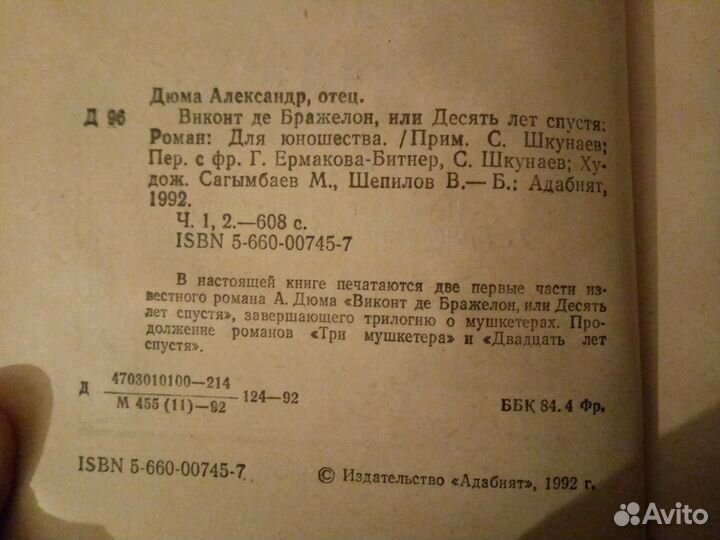 Дюма Александр, отец.
Д 96 Виконт де Бражелон, или Десять лет спустя:
Роман: Для юношества. /Прим. С. Шкунаев;
Пер. с фр. Г. Ермакова-Битнер, С. Шкунаев; Ху-
дож. Сагымбаев М., Шепилов В.— Б.: Адабият,
1992.
Ч. 1, 2.—608 с.
ISBN 5-660-00745-7
В настоящей книге печатаются две первые части из-
вестного романа А. Дюма «Виконт де Бражелон, или Десять
лет спустя», завершающего трилогию о мушкетерах. Про-
должение романов «Три мушкетера» и «Двадцать лет
спустя».
Д 4703010100—214
М 455 (11)—92 124—92
ББК 84.4 Фр.
ISBN 5-660-00745-7
© Издательство «Адабият», 1992 г.
Avito